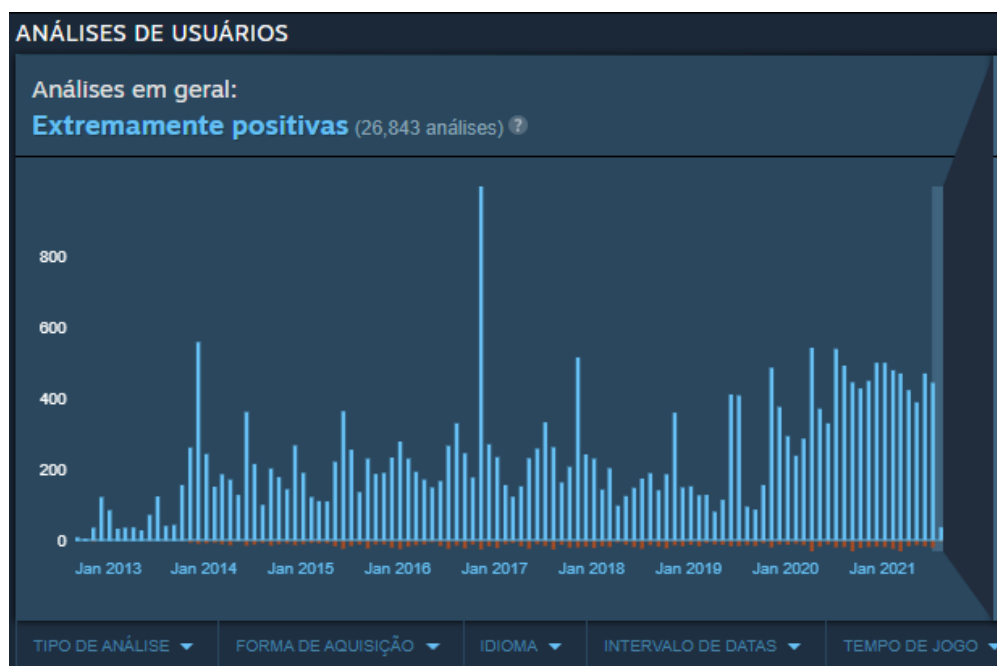 ANÁLISES DE USUÁRIOS
Análises em geral:
Extremamente positivas (26,843 análises) ?
800
600
400
200
0
Jan 2013 Jan 2014 Jan 2015 Jan 2016 Jan 2017 Jan 2018 Jan 2019 Jan 2020 Jan 2021
TIPO DE ANÁLISE FORMA DE AQUISIÇÃO IDIOMA INTERVALO DE DATAS TEMPO DE JOGO